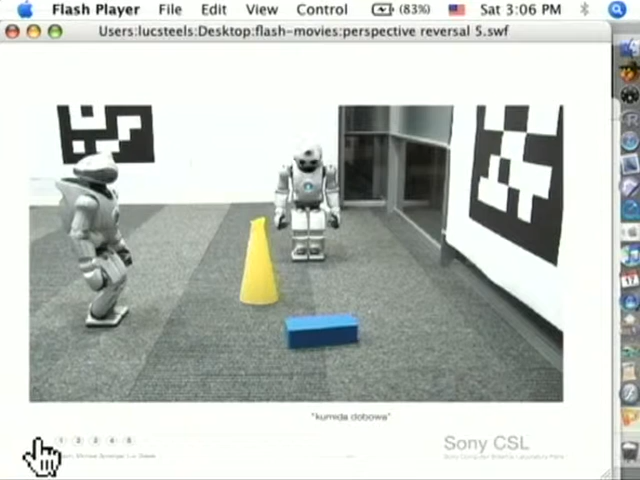 Flash Player File Edit View Control (83%) Sat 3:06 PM
Users:lucsteels:Desktop:flash-movies:perspective reversal 5.swf
"kumida dobowa"
1 2 3 4 5
Sony CSL
17